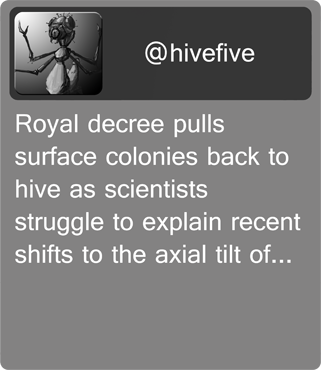 @hivefive
Royal decree pulls
surface colonies back to
hive as scientists
struggle to explain recent
shifts to the axial tilt of...